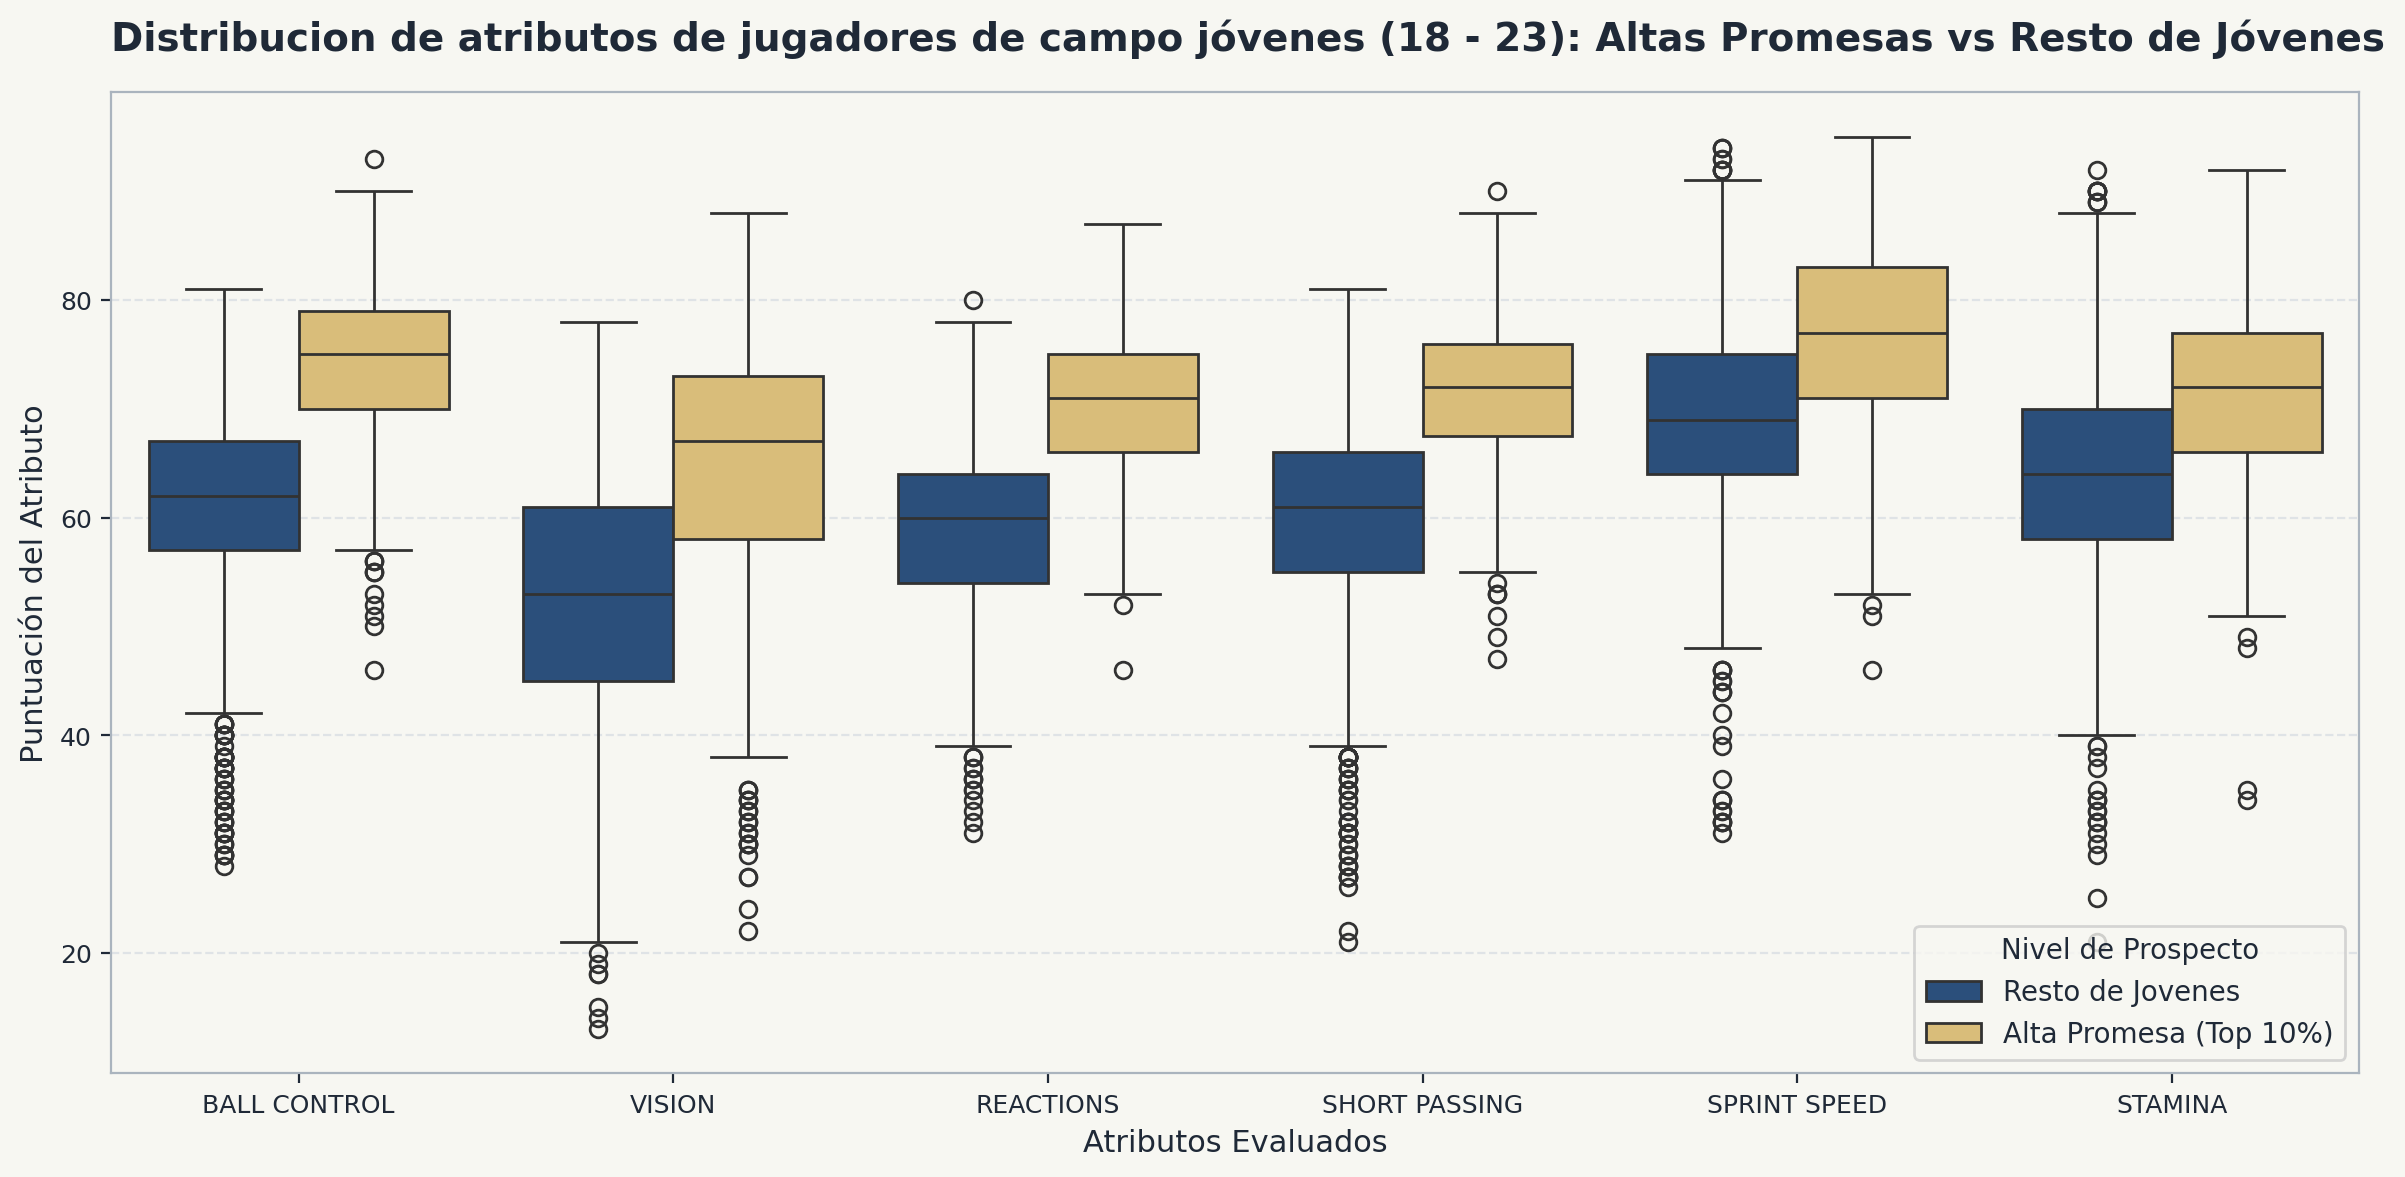 Distribucion de atributos de jugadores de campo jóvenes (18 - 23): Altas Promesas vs Resto de Jóvenes
Puntuación del Atributo
80
60
40
20
BALL CONTROL
VISION
REACTIONS
SHORT PASSING
SPRINT SPEED
STAMINA
Atributos Evaluados
Nivel de Prospecto
Resto de Jovenes
Alta Promesa (Top 10%)